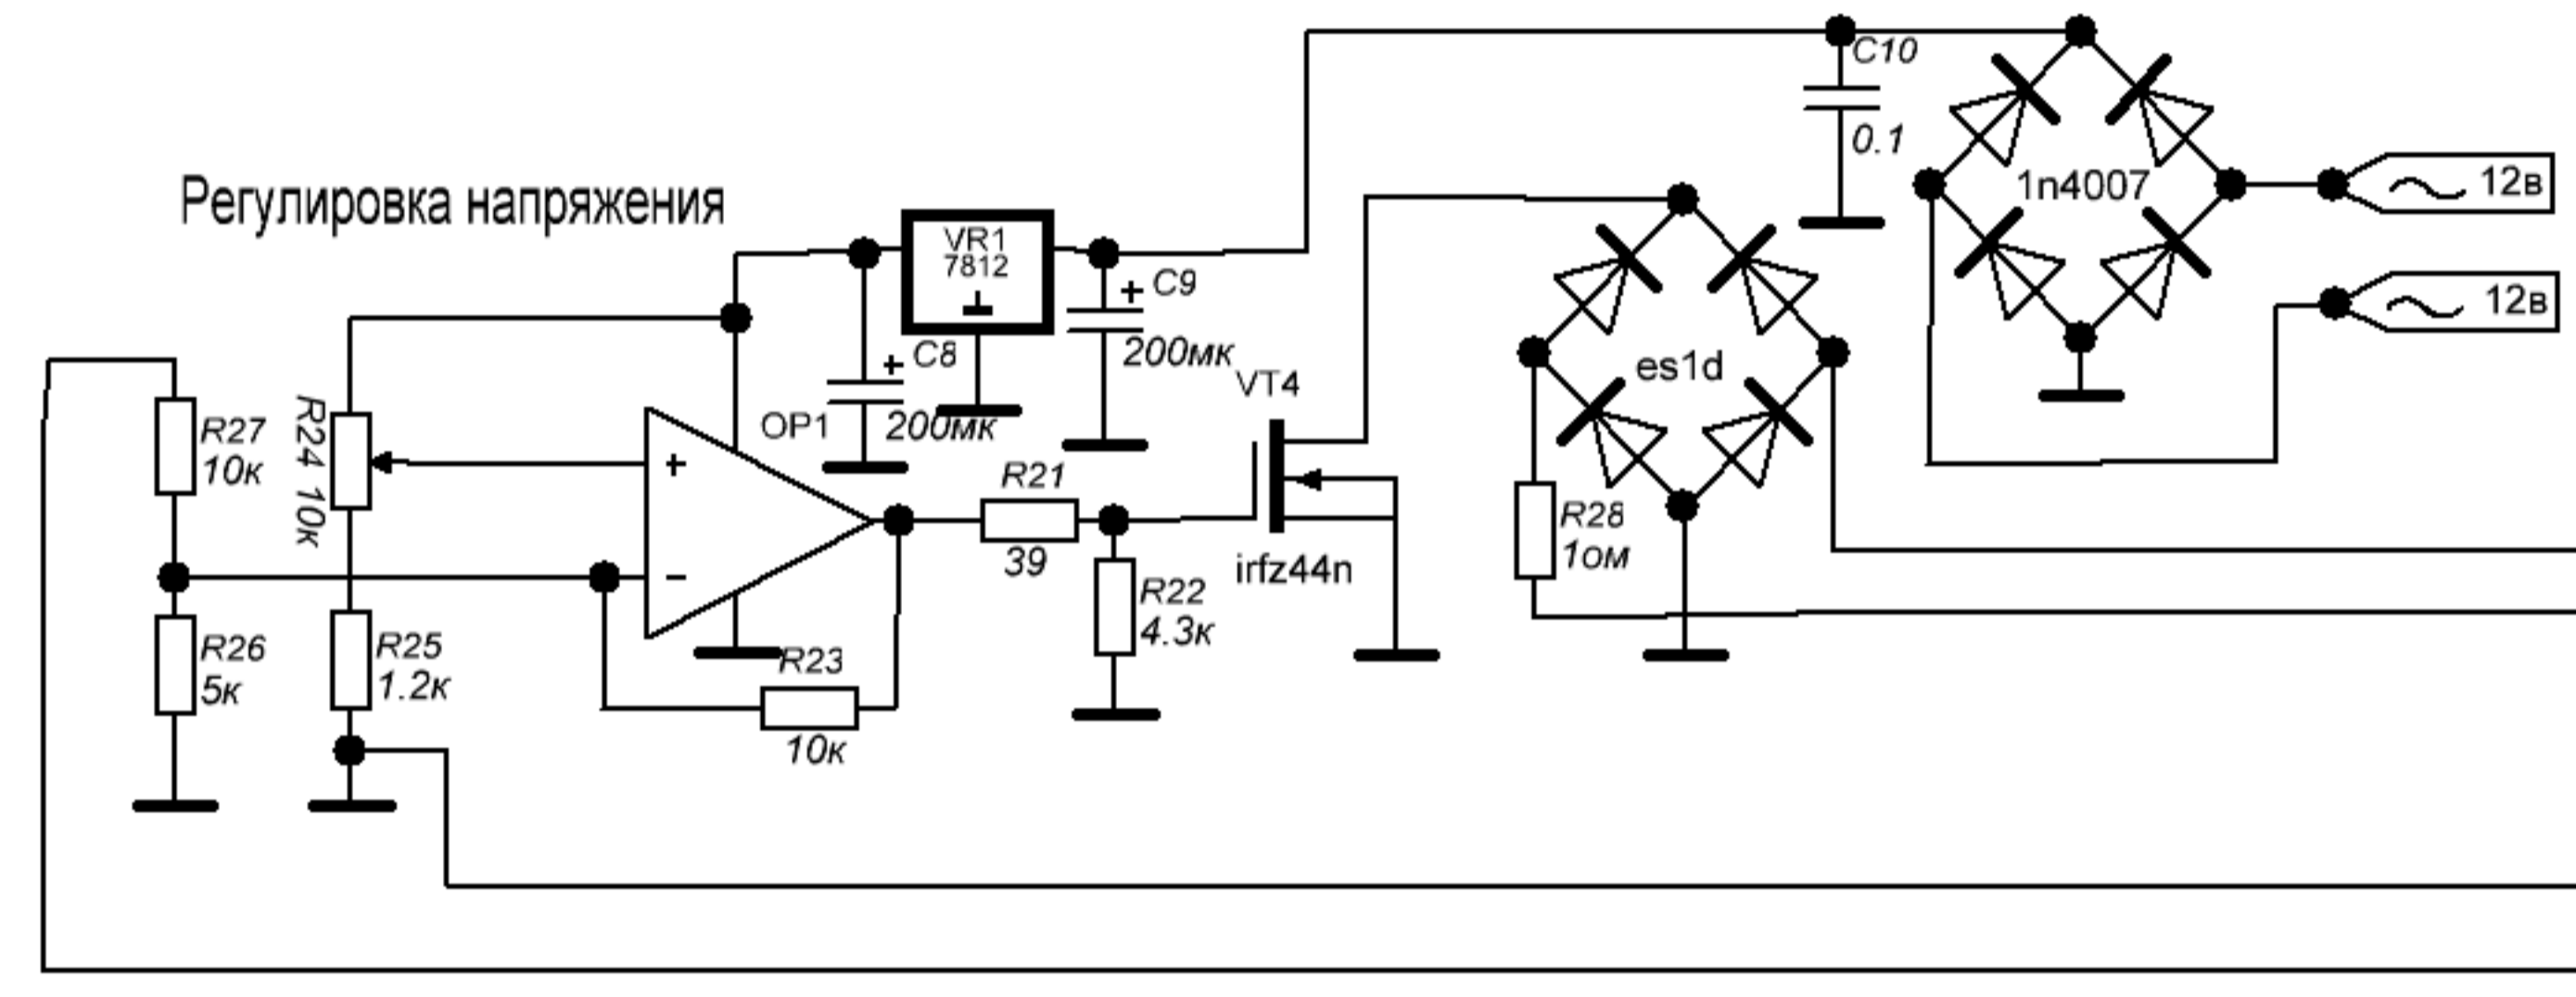 C10
0.1
1n4007
12в
12в
Регулировка напряжения
VR1
7812
C9
200мк
C8
200мк
VT4
es1d
R27
10к
R24 10к
OP1
+
−
R21
39
R28
1ом
irfz44n
R22
4.3к
R26
5к
R25
1.2к
R23
10к